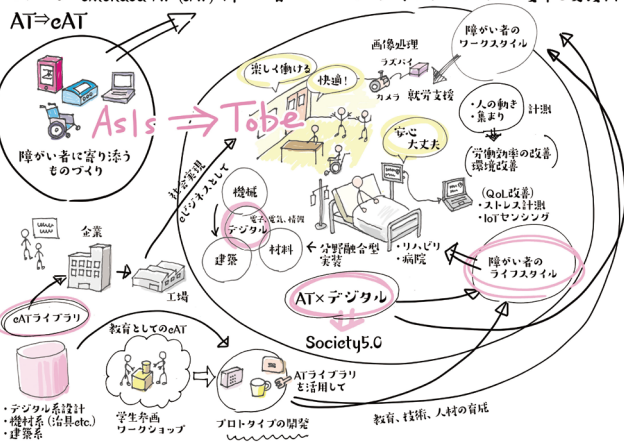 AT⇒eAT
AsIs ⇒ Tobe
障がい者に寄り添う
ものづくり
画像処理
ラズパイ
カメラ
就労支援
障がい者の
ワークスタイル
楽しく働ける
快適！
・人の動き
・集まり
計測
(労働効率の改善
環境改善)
安心
大丈夫
(QoL改善)
・ストレス計測
・IoTセンシング
社会実現
eビジネスとして
機械
電子、電気、情報
デジタル
建築
材料
←分野融合型
実装
・リハビリ
・病院
障がい者の
ライフスタイル
AT×デジタル
Society5.0
企業
工場
eATライブラリ
・デジタル系設計
・機材系(治具etc.)
・建築系
教育としてのeAT
学生参画
ワークショップ
ATライブラリ
を活用して
プロトタイプの開発
教育、技術、人材の育成